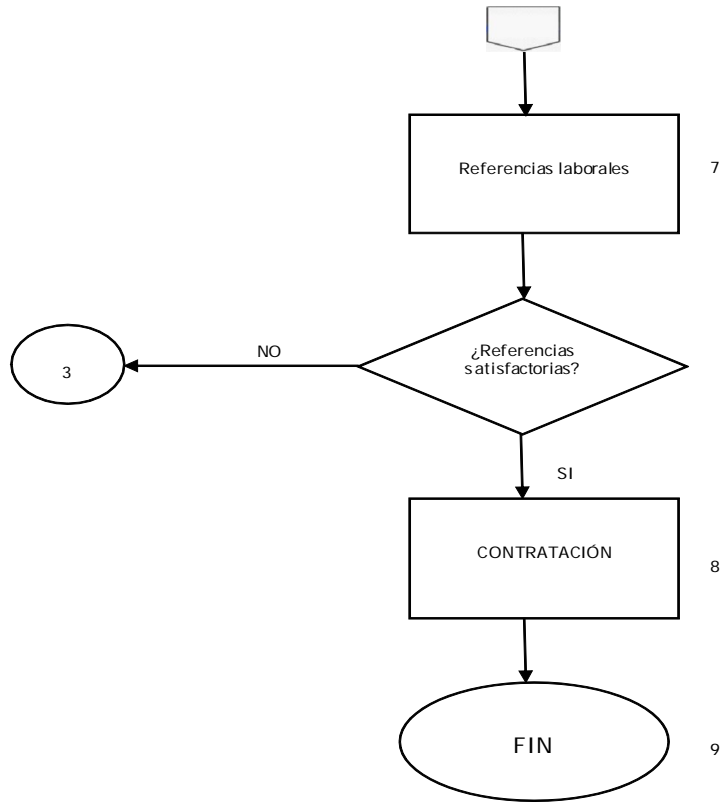 Referencias laborales
7
¿Referencias
satisfactorias?
NO
3
SI
CONTRATACIÓN
8
FIN
9